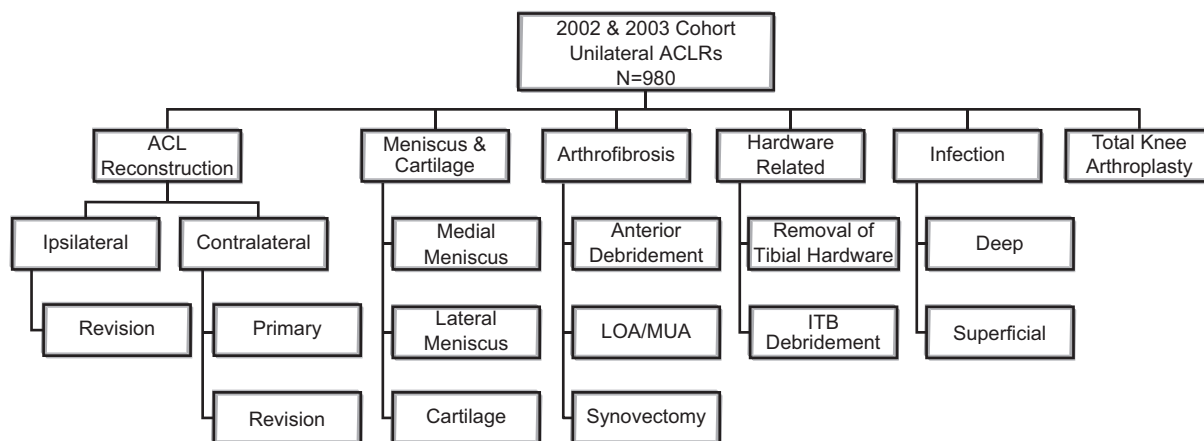 2002 & 2003 Cohort
Unilateral ACLRs
N=980
ACL
Reconstruction
Meniscus &
Cartilage
Arthrofibrosis
Hardware
Related
Infection
Total Knee
Arthroplasty
Ipsilateral
Contralateral
Medial
Meniscus
Anterior
Debridement
Removal of
Tibial Hardware
Deep
Revision
Primary
Lateral
Meniscus
LOA/MUA
ITB
Debridement
Superficial
Revision
Cartilage
Synovectomy